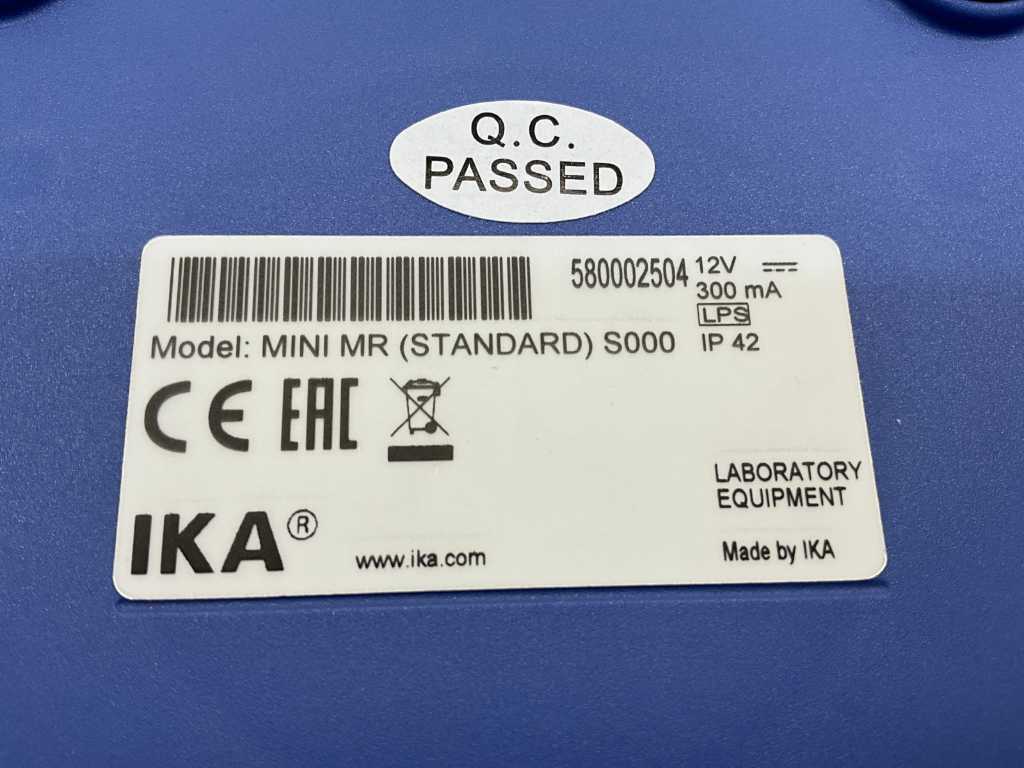 Q.C.
PASSED
580002504
12V
300 mA
LPS
Model: MINI MR (STANDARD) S000
IP 42
CE EAC
LABORATORY
EQUIPMENT
IKA®
www.ika.com
Made by IKA